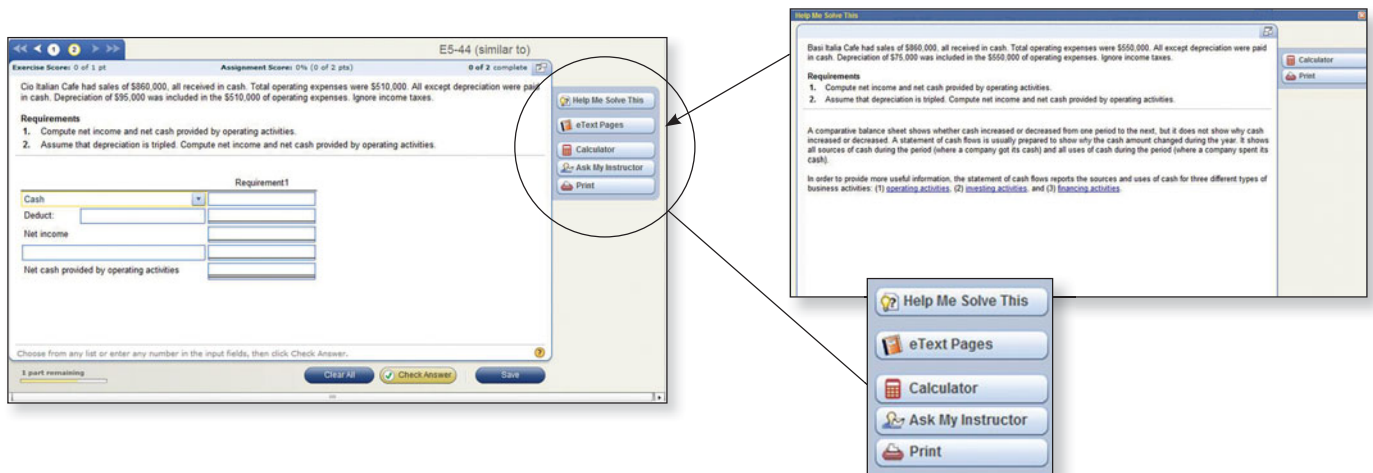 E5-44 (similar to)
1 2
Exercise Score: 0 of 1 pt
Assignment Score: 0% (0 of 2 pts)
0 of 2 complete
Cio Italian Cafe had sales of $860,000, all received in cash. Total operating expenses were $510,000. All except depreciation were paid
in cash. Depreciation of $95,000 was included in the $510,000 of operating expenses. Ignore income taxes.
Requirements
1. Compute net income and net cash provided by operating activities.
2. Assume that depreciation is tripled. Compute net income and net cash provided by operating activities.
Requirement1
Cash
Deduct:
Net income
Net cash provided by operating activities
Choose from any list or enter any number in the input fields, then click Check Answer.
1 part remaining
Clear All
Check Answer
Save
Help Me Solve This
eText Pages
Calculator
Ask My Instructor
Print
Help Me Solve This
Basi Italia Cafe had sales of $860,000, all received in cash. Total operating expenses were $550,000. All except depreciation were paid
in cash. Depreciation of $75,000 was included in the $550,000 of operating expenses. Ignore income taxes.
Requirements
1. Compute net income and net cash provided by operating activities.
2. Assume that depreciation is tripled. Compute net income and net cash provided by operating activities.
A comparative balance sheet shows whether cash increased or decreased from one period to the next, but it does not show why cash
increased or decreased. A statement of cash flows is usually prepared to show why the cash amount changed during the year. It shows
all sources of cash during the period (where a company got its cash) and all uses of cash during the period (where a company spent its
cash).
In order to provide more useful information, the statement of cash flows reports the sources and uses of cash for three different types of
business activities: (1) operating activities, (2) investing activities, and (3) financing activities.
Calculator
Print
Help Me Solve This
eText Pages
Calculator
Ask My Instructor
Print